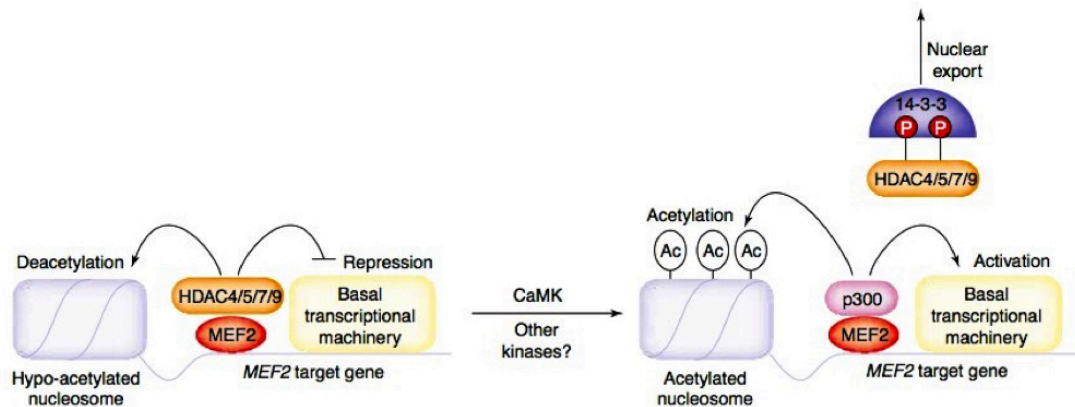 Nuclear
export
14-3-3
P P
HDAC4/5/7/9
Acetylation
Ac Ac Ac
Deacetylation
Repression
Activation
HDAC4/5/7/9
MEF2
Basal
transcriptional
machinery
CaMK
Other
kinases?
p300
MEF2
Basal
transcriptional
machinery
Hypo-acetylated
nucleosome
MEF2 target gene
Acetylated
nucleosome
MEF2 target gene